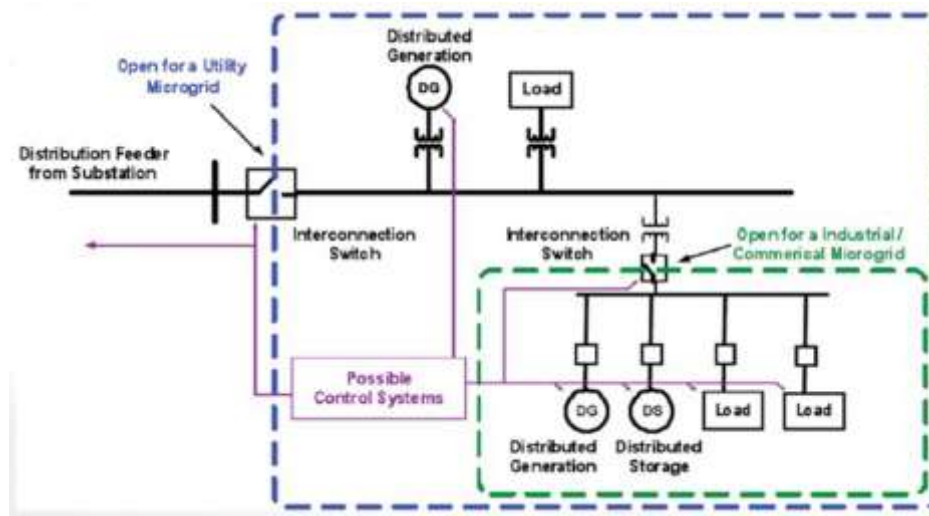 Distributed
Generation
Open for a Utility
Microgrid
DG
Load
Distribution Feeder
from Substation
Interconnection
Switch
Interconnection
Switch
Open for a Industrial/
Commerical Microgrid
Possible
Control Systems
DG
DS
Load
Load
Distributed
Generation
Distributed
Storage